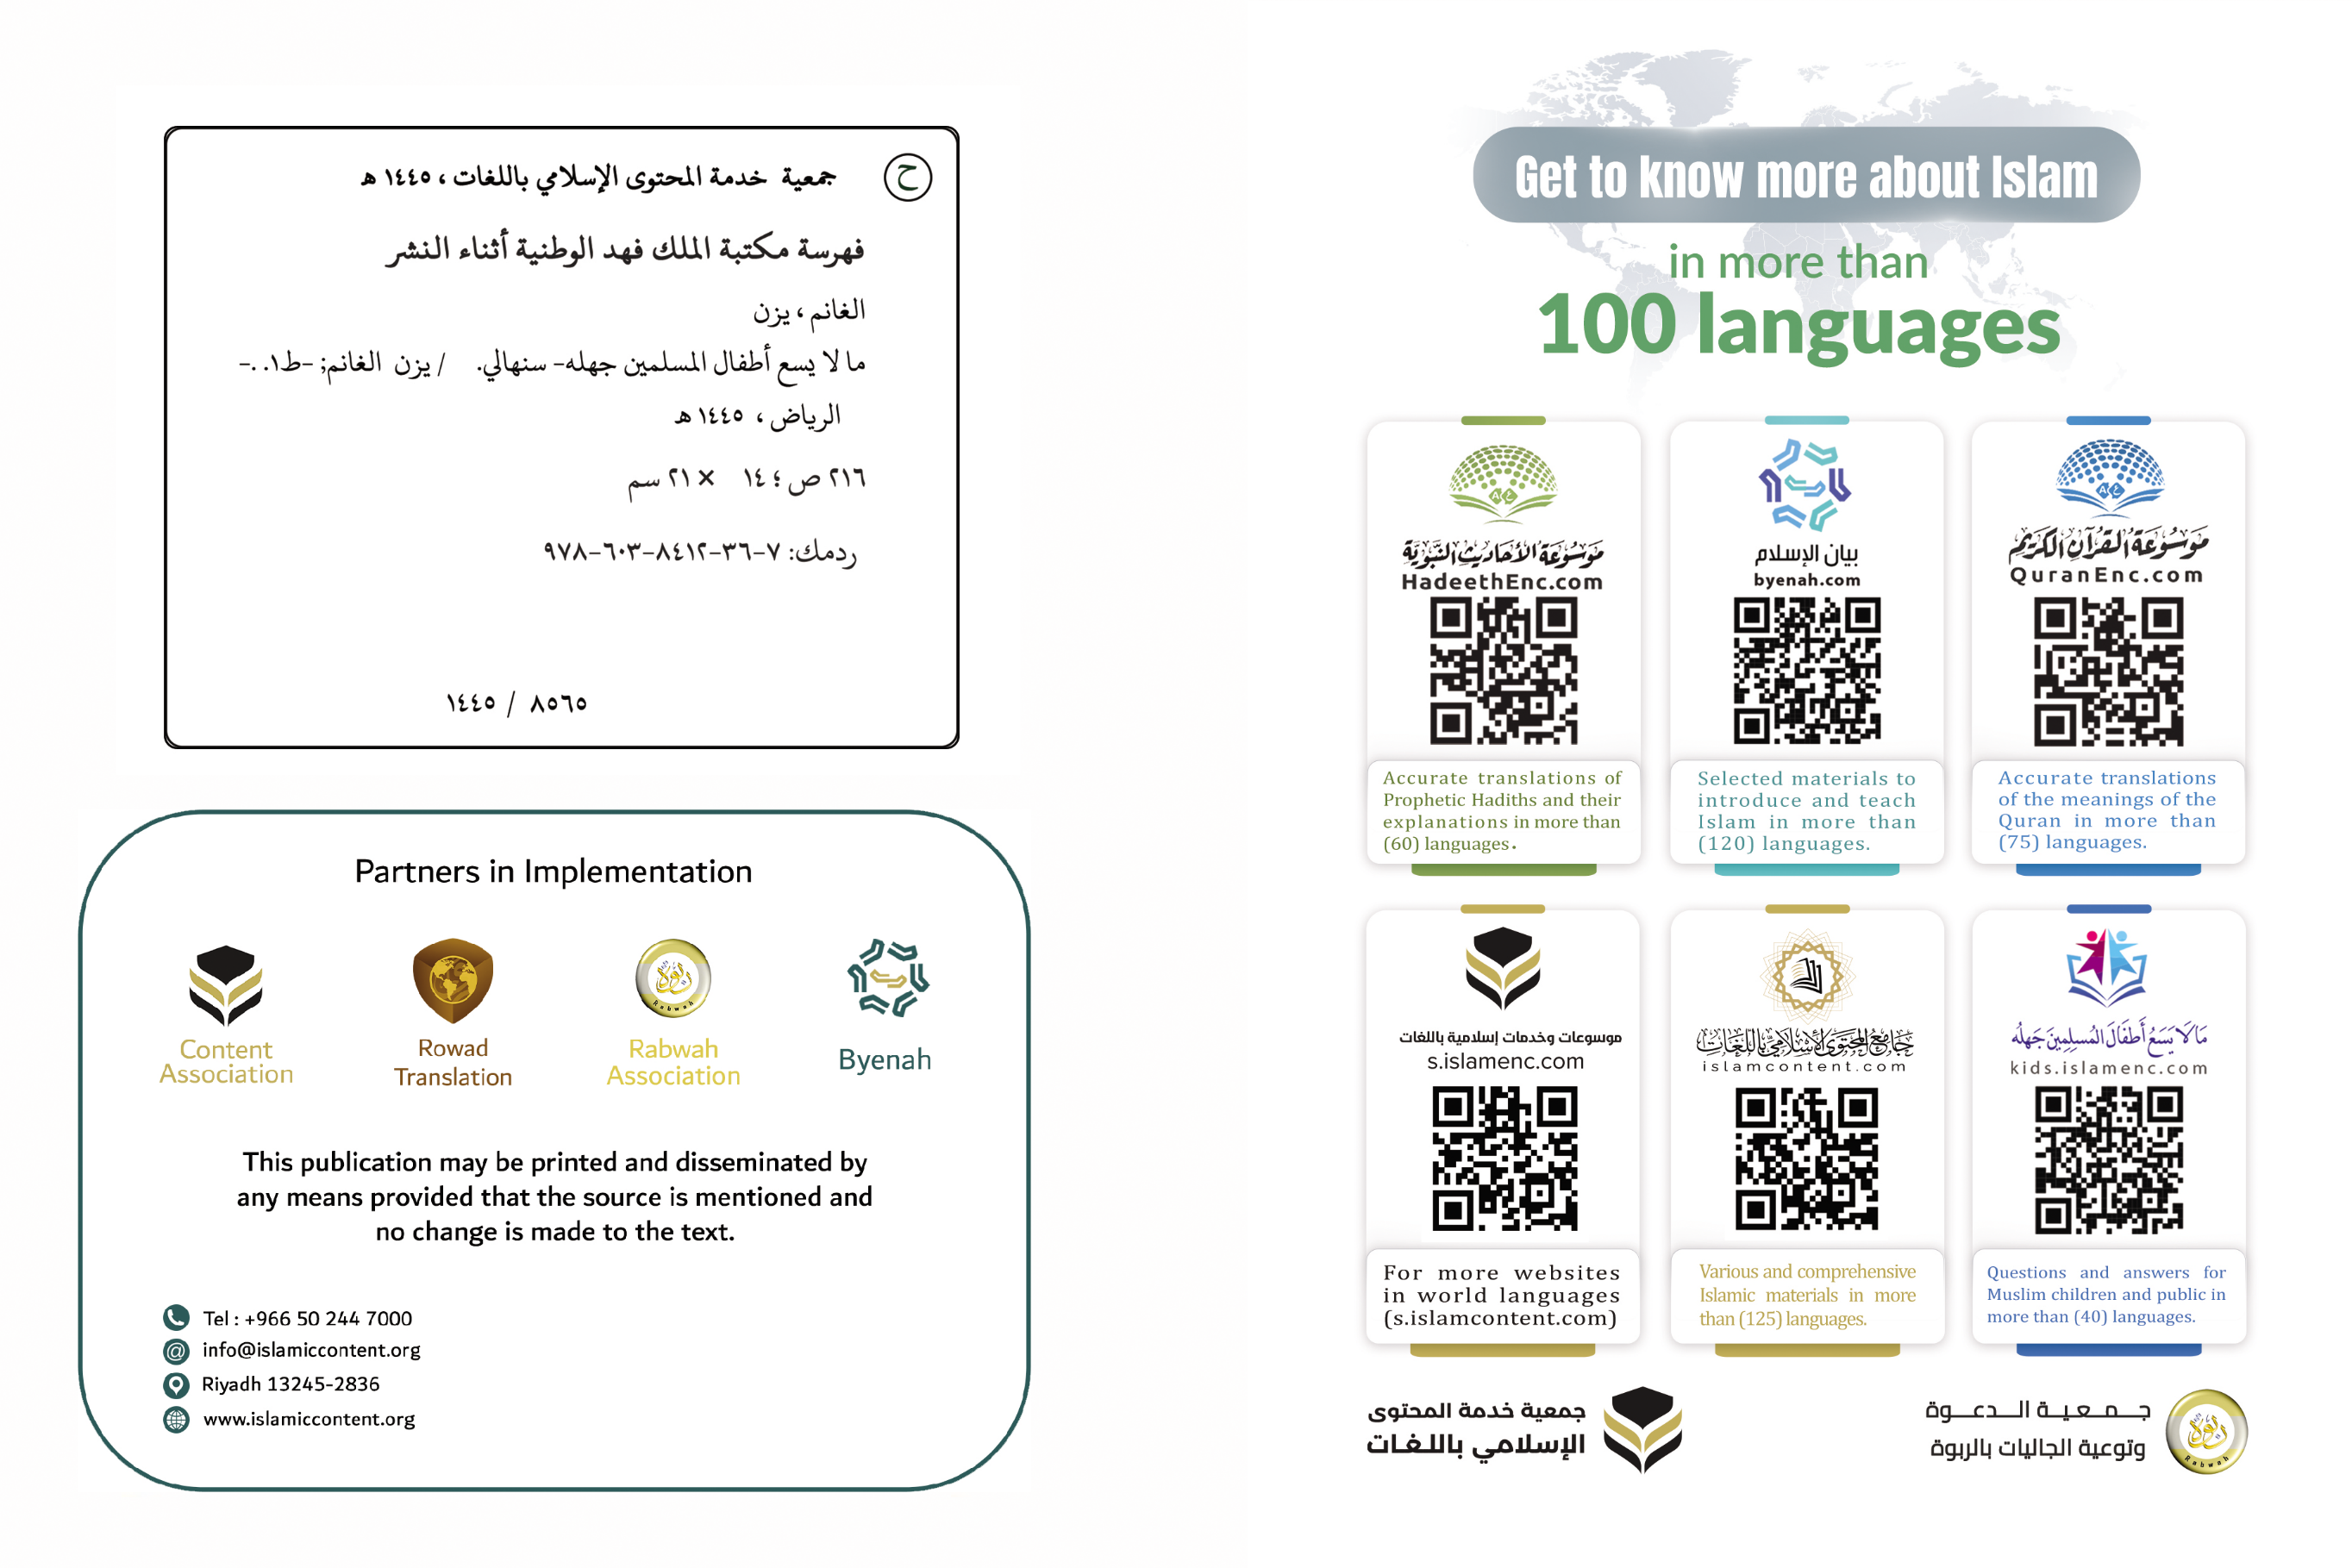 ح
جمعية خدمة المحتوى الإسلامي باللغات ، ١٤٤٥ هـ
فهرسة مكتبة الملك فهد الوطنية أثناء النشر
الغانم ، يزن
ما لا يسع أطفال المسلمين جهله- سنهالي. / يزن الغانم; -ط١. .-
الرياض ، ١٤٤٥ هـ
٢١٦ ص ؛ ١٤ × ٢١ سم
ردمك: ٧-٣٦-٨٤١٢-٦٠٣-٩٧٨
٨٥٦٥ / ١٤٤٥
Partners in Implementation
Content
Association
Rowad
Translation
Rabwah
Rabwah
Association
Byenah
This publication may be printed and disseminated by
any means provided that the source is mentioned and
no change is made to the text.
Tel : +966 50 244 7000
info@islamiccontent.org
Riyadh 13245-2836
www.islamiccontent.org
Get to know more about Islam
in more than
100 languages
موسوعة الأحاديث النبوية
HadeethEnc.com
Accurate translations of
Prophetic Hadiths and their
explanations in more than
(60) languages.
بيان الإسلام
byenah.com
Selected materials to
introduce and teach
Islam in more than
(120) languages.
موسوعة القرآن الكريم
QuranEnc.com
Accurate translations
of the meanings of the
Quran in more than
(75) languages.
موسوعات وخدمات إسلامية باللغات
s.islamenc.com
For more websites
in world languages
(s.islamcontent.com)
جامع المحتوى الإسلامي باللغات
islamcontent.com
Various and comprehensive
Islamic materials in more
than (125) languages.
مَا لَا يَسَعُ أَطفَالَ المُسلِمِينَ جَهلُه
kids.islamenc.com
Questions and answers for
Muslim children and public in
more than (40) languages.
جمعية خدمة المحتوى
الإسلامي باللغات
جـمـعـيـة الـدعـوة
وتوعية الجاليات بالربوة
Rabwah